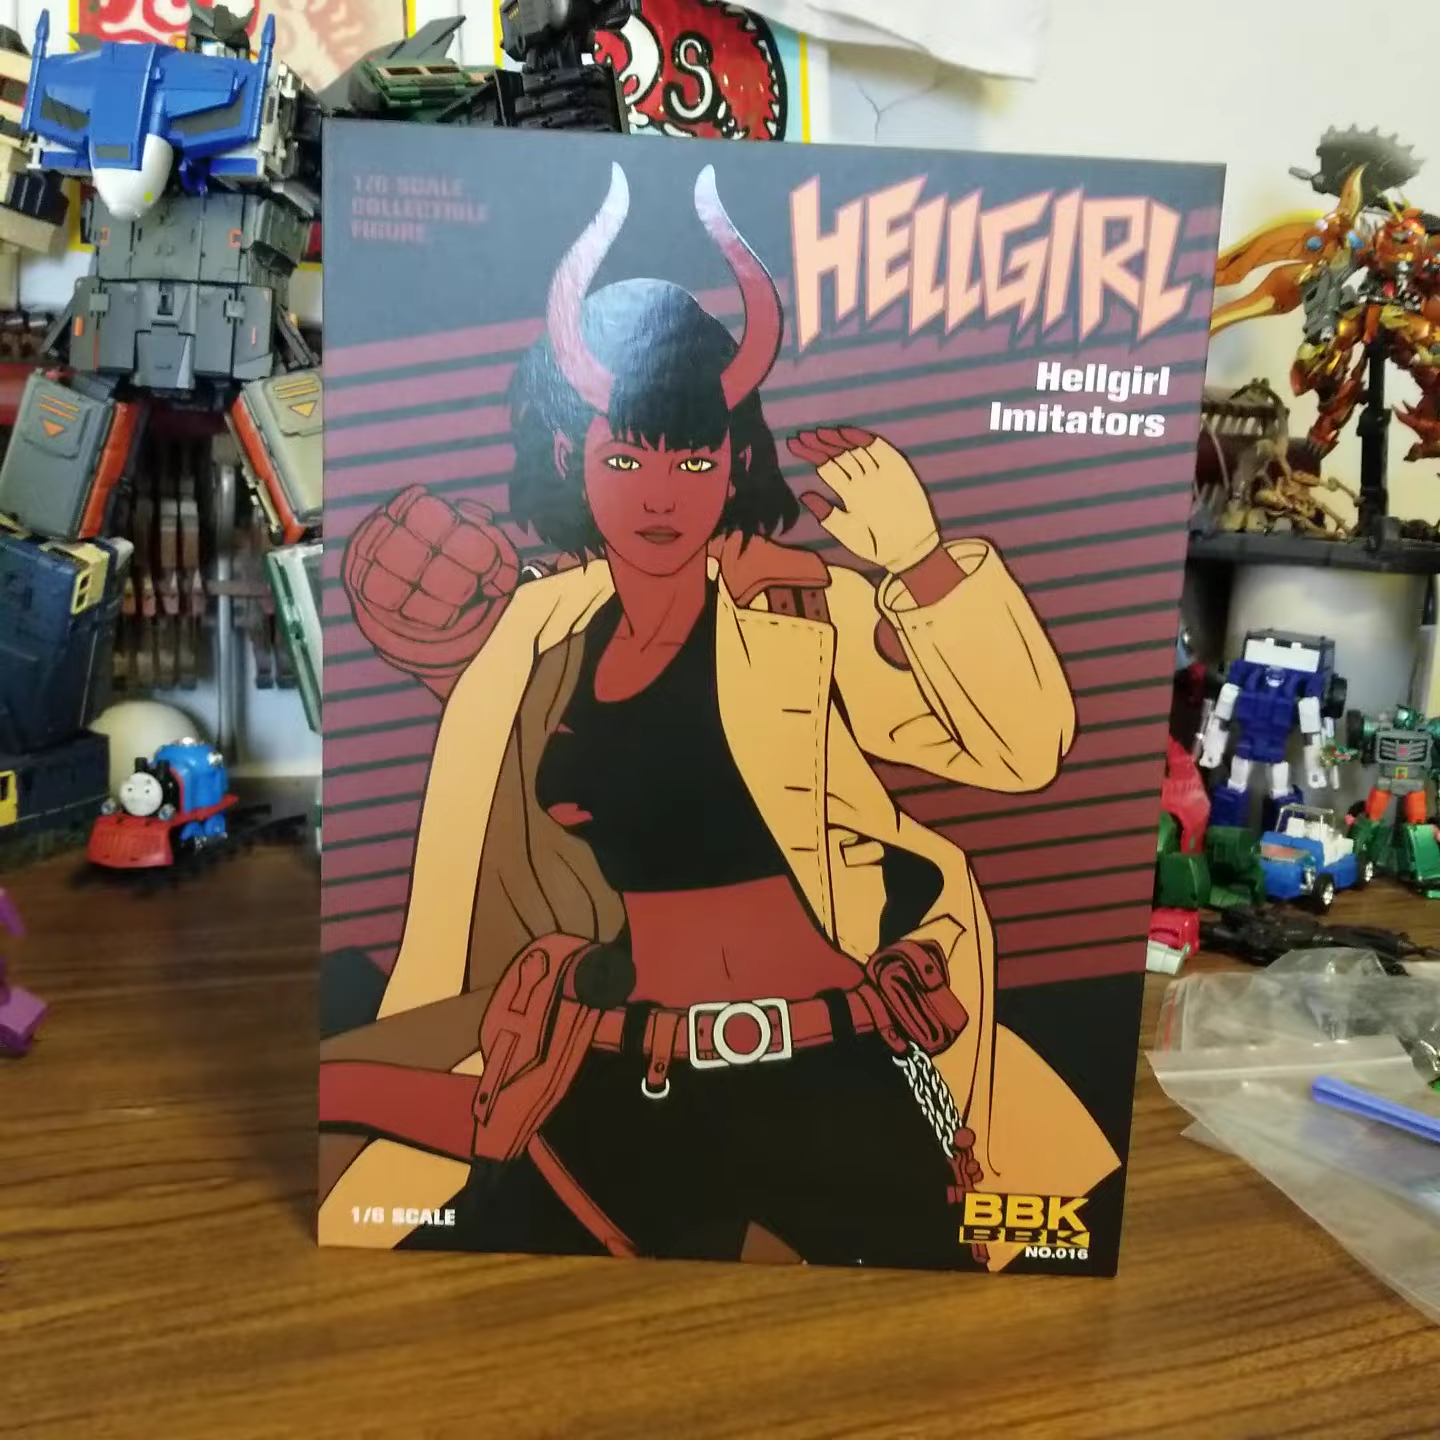 S
1/6 SCALE
COLLECTIBLE
FIGURE
HELLGIRL
Hellgirl
Imitators
1/6 SCALE
BBK
BBK
NO.016